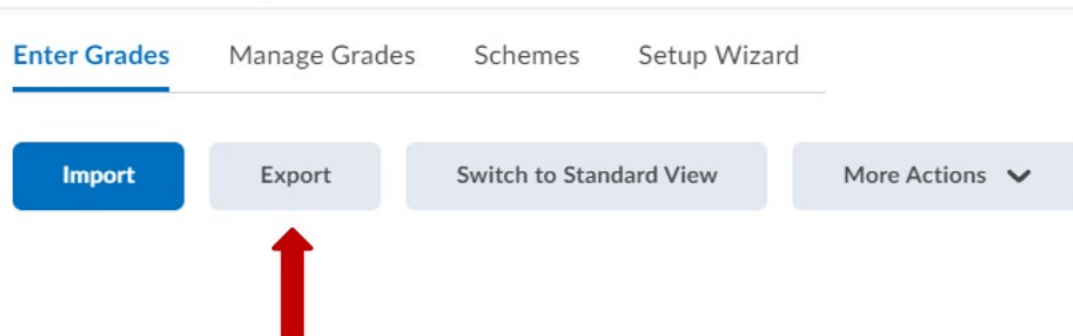 Enter Grades Manage Grades Schemes Setup Wizard
Import Export Switch to Standard View More Actions